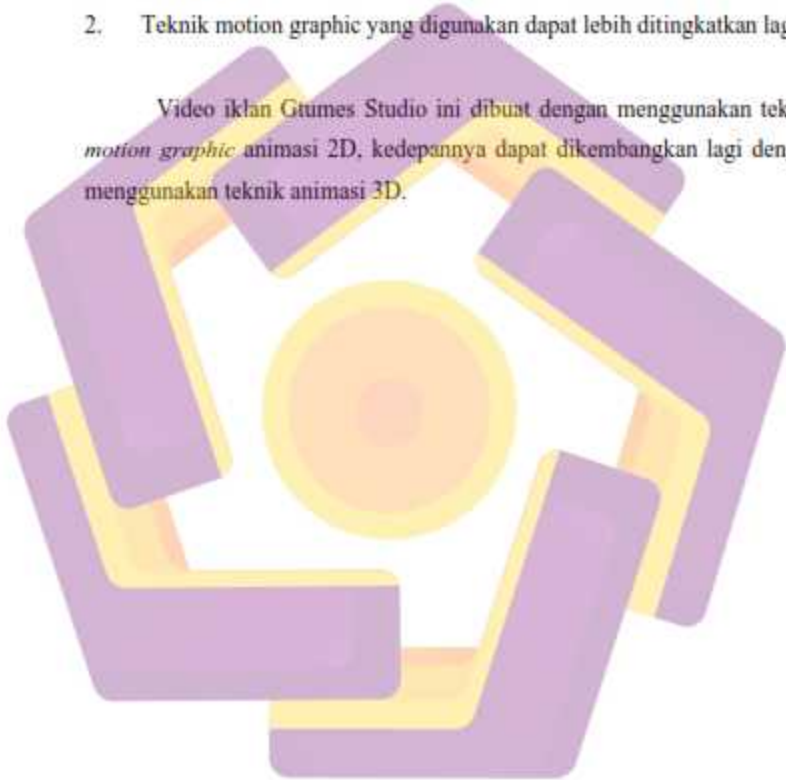 2. Teknik motion graphic yang digunakan dapat lebih ditingkatkan lag
Video iklan Gtumes Studio ini dibuat dengan menggunakan tek
motion graphic animasi 2D, kedepannya dapat dikembangkan lagi den
menggunakan teknik animasi 3D.